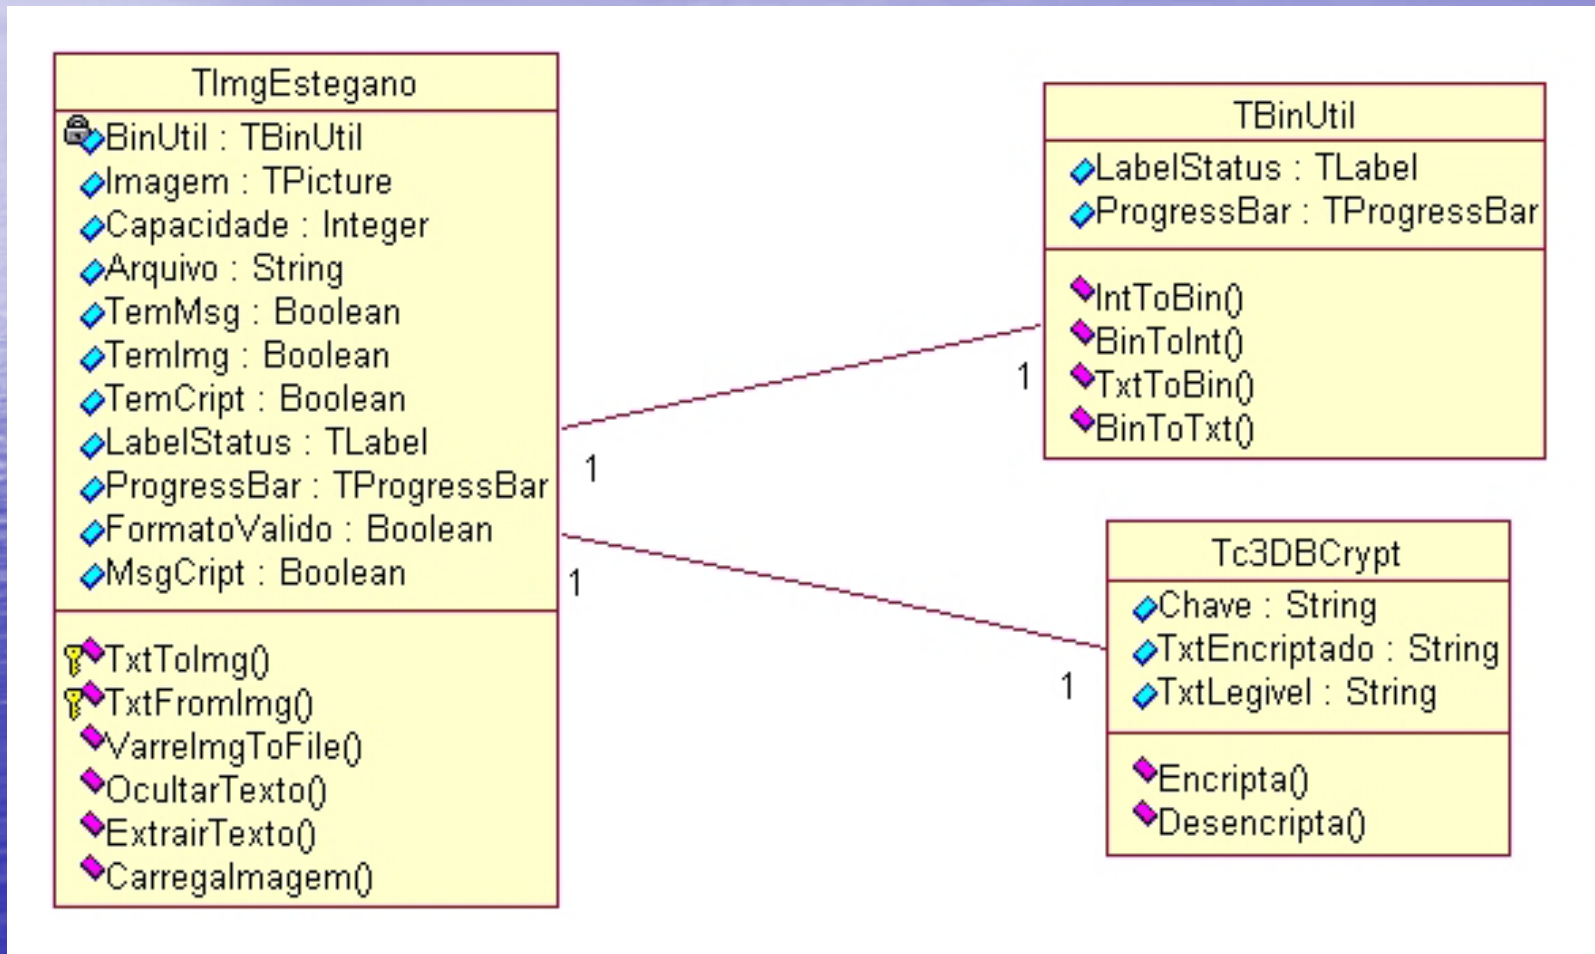 TImgEstegano
BinUtil : TBinUtil
Imagem : TPicture
Capacidade : Integer
Arquivo : String
TemMsg : Boolean
TemImg : Boolean
TemCript : Boolean
LabelStatus : TLabel
ProgressBar : TProgressBar
FormatoValido : Boolean
MsgCript : Boolean
TxtToImg()
TxtFromImg()
VarreImgToFile()
OcultarTexto()
ExtrairTexto()
CarregaImagem()
1
1
1
1
TBinUtil
LabelStatus : TLabel
ProgressBar : TProgressBar
IntToBin()
BinToInt()
TxtToBin()
BinToTxt()
Tc3DBCrypt
Chave : String
TxtEncriptado : String
TxtLegivel : String
Encripta()
Desencripta()